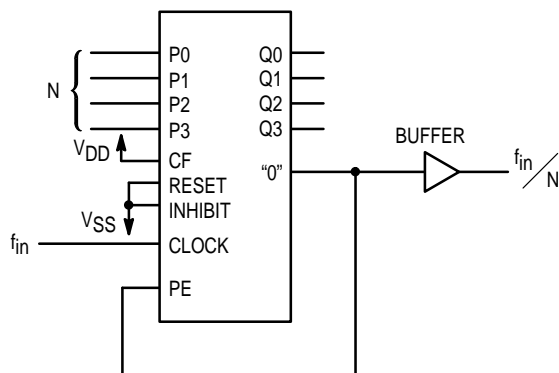 P0
P1
P2
P3
CF
RESET
INHIBIT
CLOCK
PE
Q0
Q1
Q2
Q3
“0”
N
VDD
VSS
fin
BUFFER
fin/N